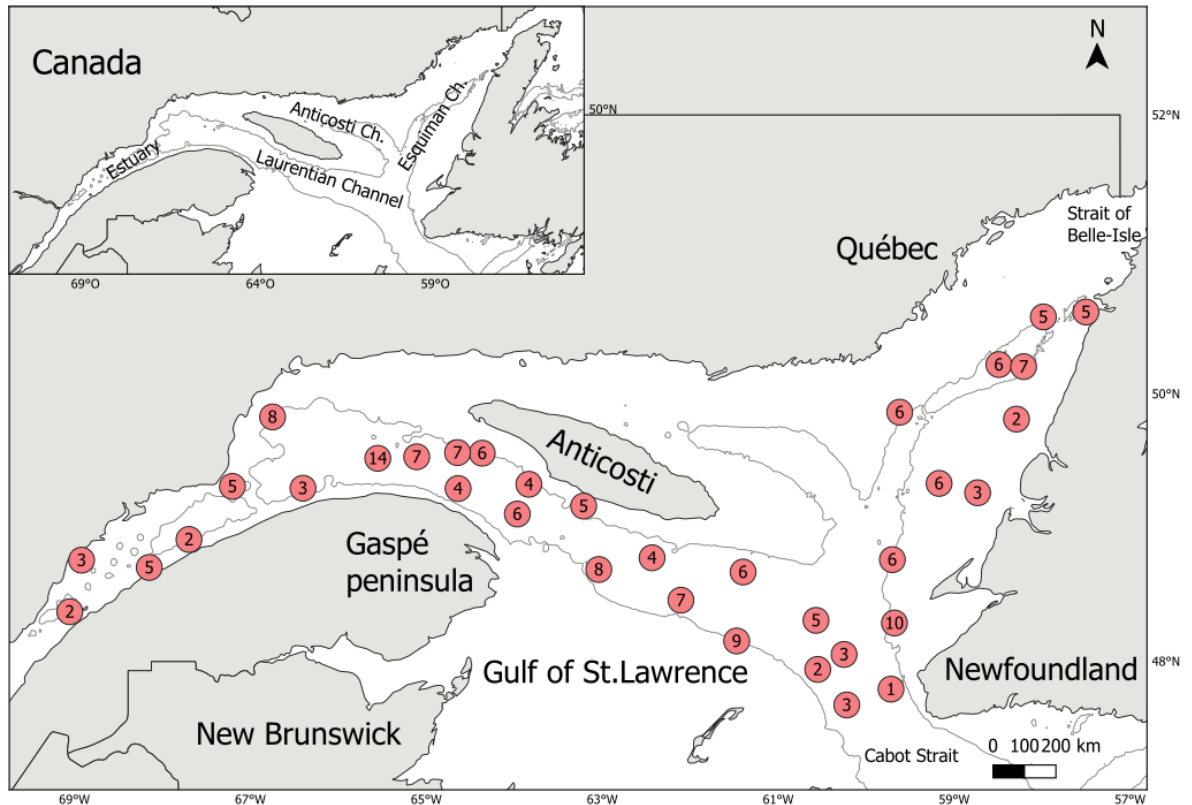 Canada
Anticosti Ch.
Esquiman Ch.
Estuary
Laurentian Channel
69°O
64°O
59°O
50°N
N
52°N
Strait of
Belle-Isle
Québec
5
5
6
7
6
2
50°N
8
14
7
7
6
Anticosti
6
3
5
3
4
4
5
6
2
3
5
2
Gaspé
peninsula
8
4
6
7
6
5
10
9
3
2
48°N
Gulf of St.Lawrence
Newfoundland
1
3
New Brunswick
Cabot Strait
0 100 200 km
69°W
67°W
65°W
63°W
61°W
59°W
57°W